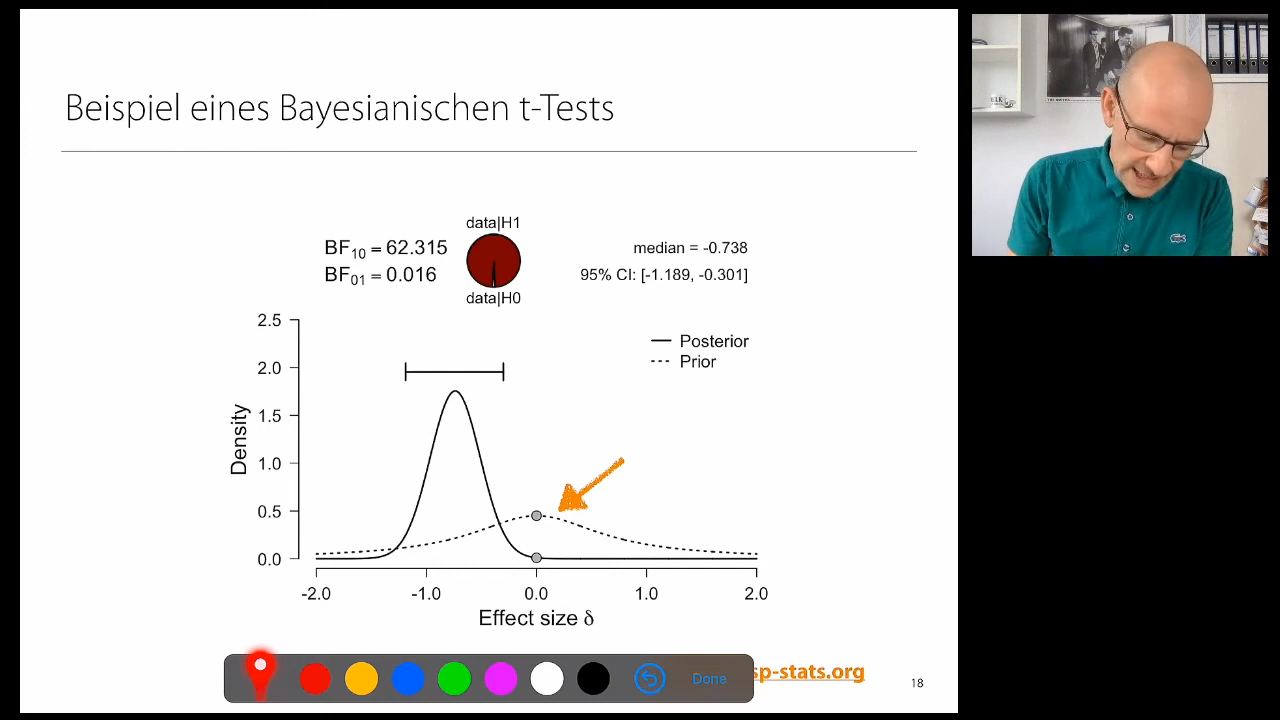 Beispiel eines Bayesianischen t-Tests
data|H1
BF10 = 62.315
BF01 = 0.016
data|H0
median = -0.738
95% CI: [-1.189, -0.301]
Posterior
Prior
2.5
2.0
1.5
1.0
0.5
0.0
Density
-2.0 -1.0 0.0 1.0 2.0
Effect size δ
Done
sp-stats.org
18